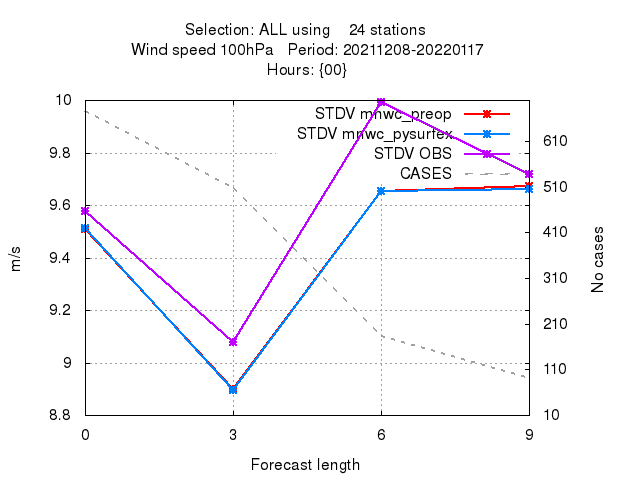 Selection: ALL using    24 stations
Wind speed 100hPa   Period: 20211208-20220117
Hours: {00}
STDV mnwc_preop
STDV mnwc_pysurfex
STDV OBS
CASES
10
9.8
9.6
9.4
9.2
9
8.8
610
510
410
310
210
110
10
m/s
No cases
0 3 6 9
Forecast length